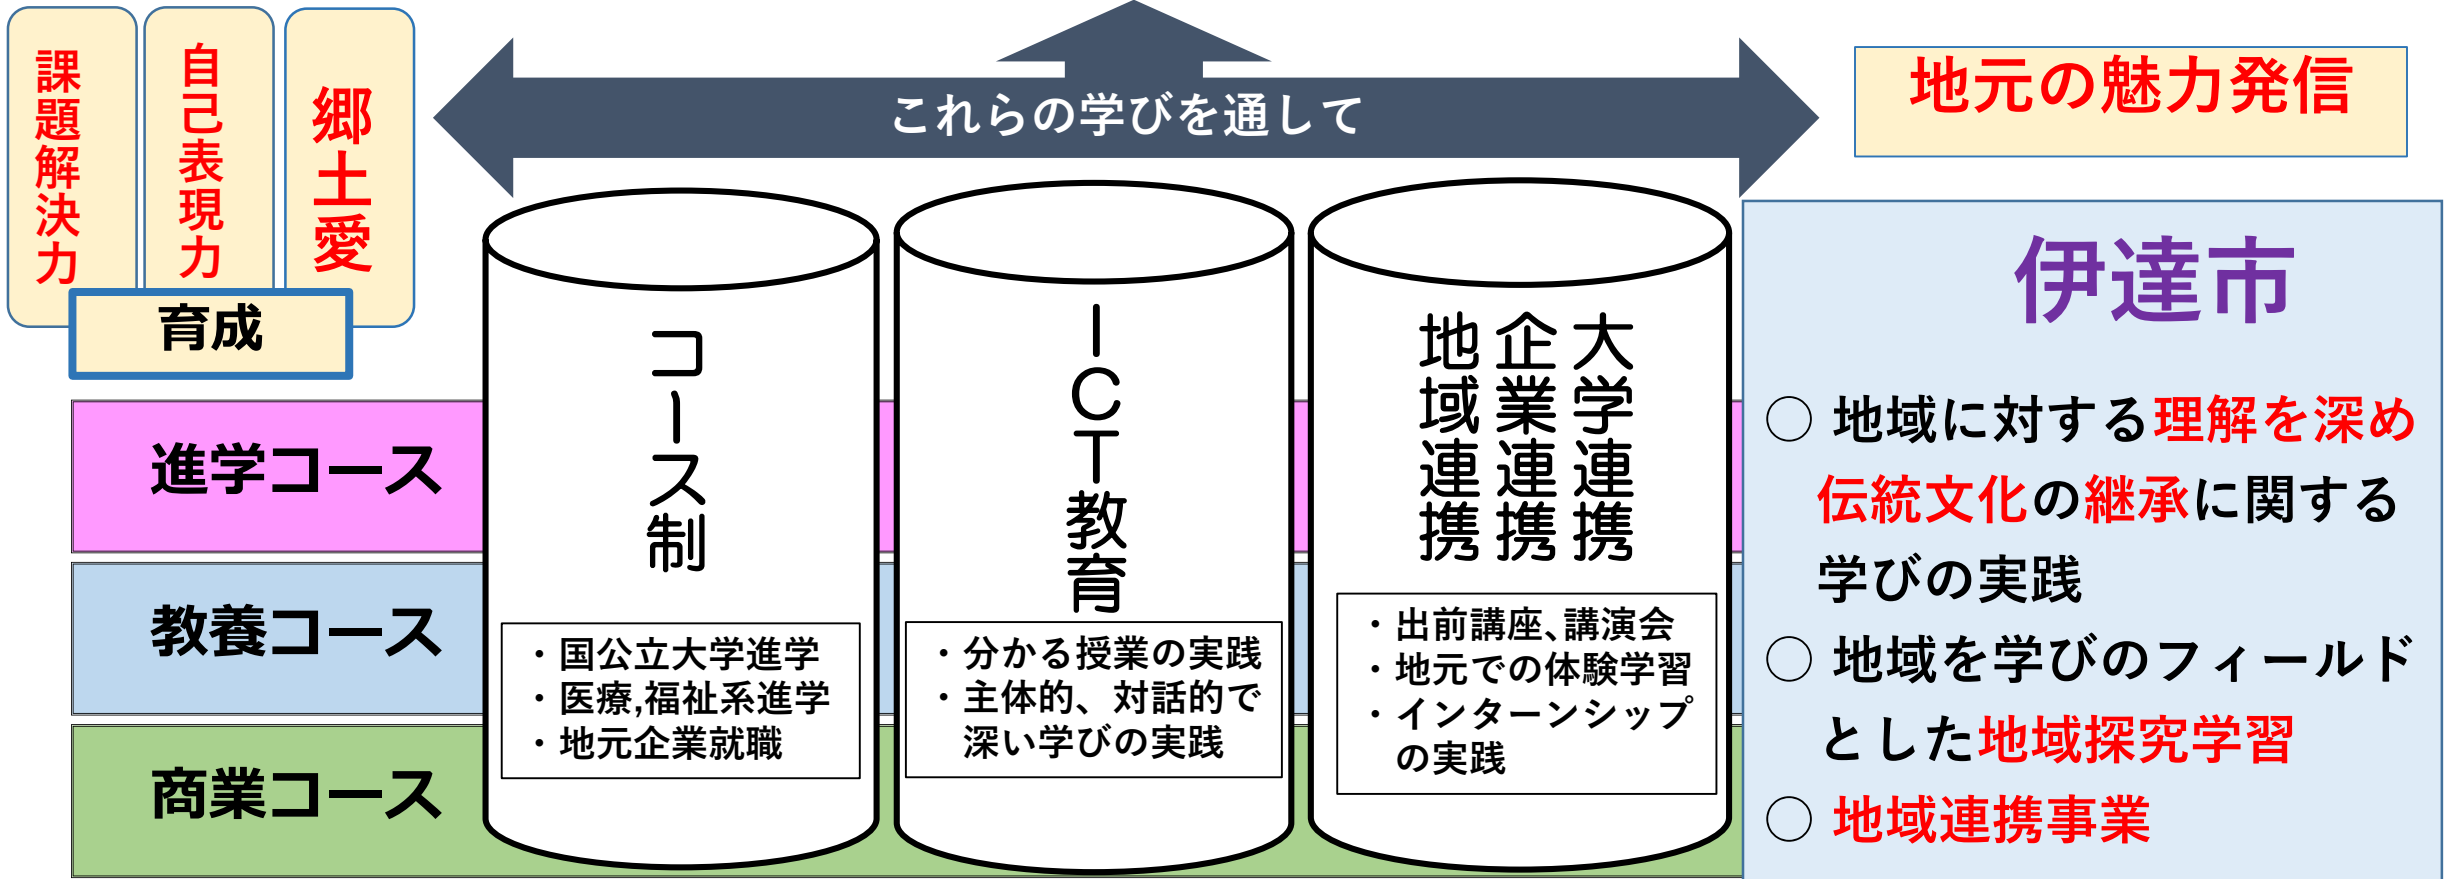 課題解決力
自己表現力
郷土愛
育成
これらの学びを通して
地元の魅力発信
進学コース
教養コース
商業コース
コース制
・国公立大学進学
・医療,福祉系進学
・地元企業就職
ICT教育
・分かる授業の実践
・主体的、対話的で
深い学びの実践
大学連携
企業連携
地域連携
・出前講座、講演会
・地元での体験学習
・インターンシップ
の実践
伊達市
○ 地域に対する理解を深め
伝統文化の継承に関する
学びの実践
○ 地域を学びのフィールド
とした地域探究学習
○ 地域連携事業